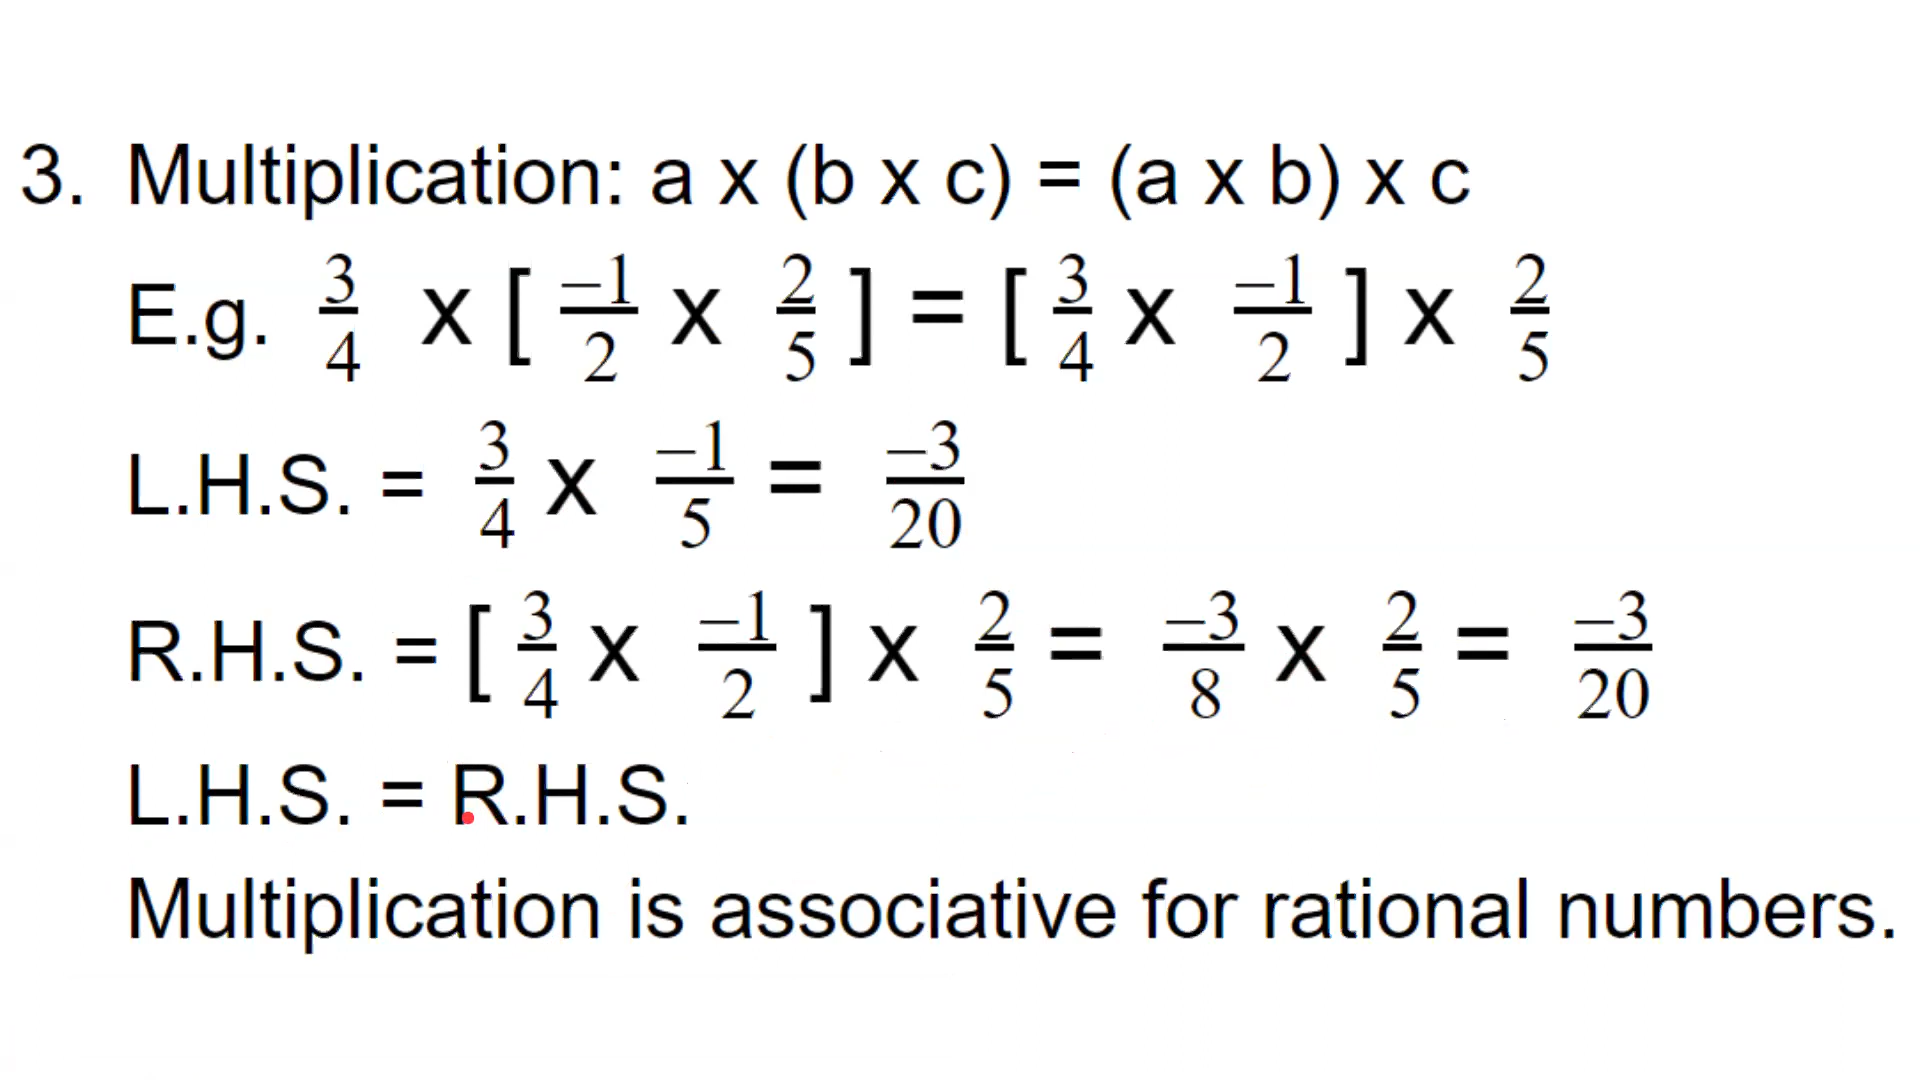 3. Multiplication: a x (b x c) = (a x b) x c
E.g. 3/4 x [ −1/2 x 2/5 ] = [ 3/4 x −1/2 ] x 2/5
L.H.S. = 3/4 x −1/5 = −3/20
R.H.S. = [ 3/4 x −1/2 ] x 2/5 = −3/8 x 2/5 = −3/20
L.H.S. = R.H.S.
Multiplication is associative for rational numbers.